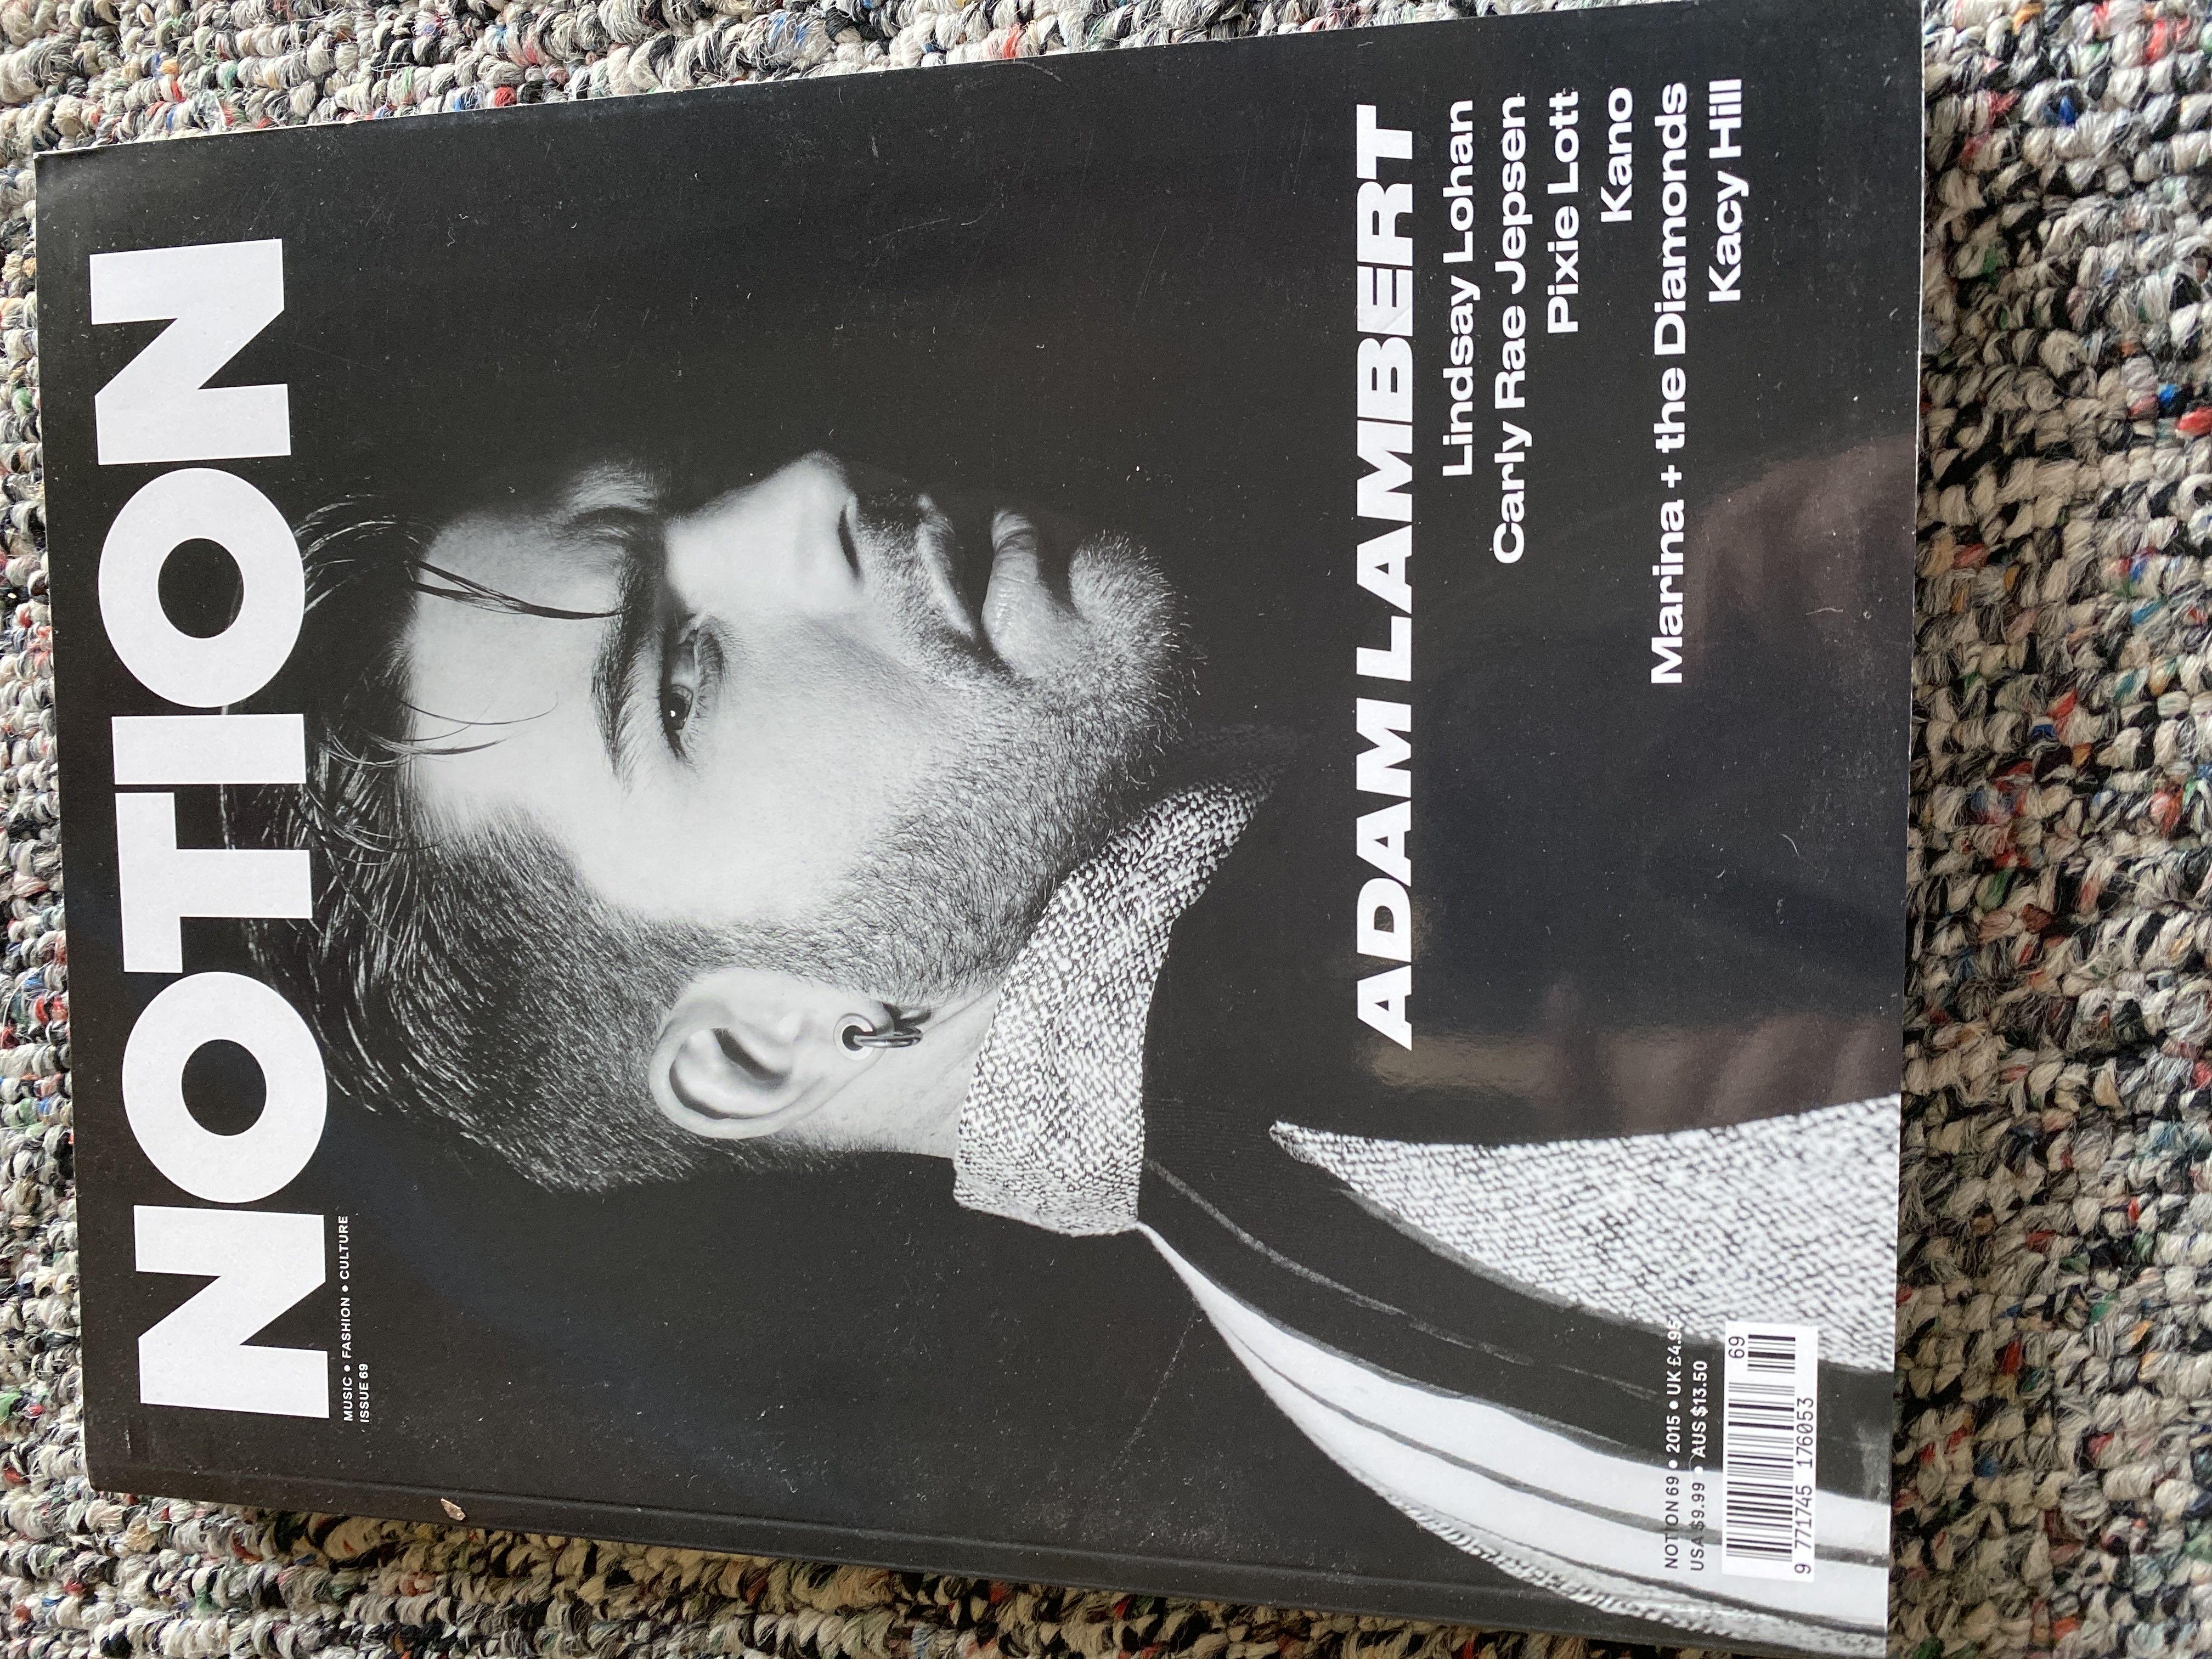 NOTION
MUSIC • FASHION • CULTURE
ISSUE 69
ADAM LAMBERT
Lindsay Lohan
Carly Rae Jepsen
Pixie Lott
Kano
Marina + the Diamonds
Kacy Hill
NOTION 69 • 2015 • UK £4.95
USA $9.99 • AUS $13.50
69
9 771745 176053